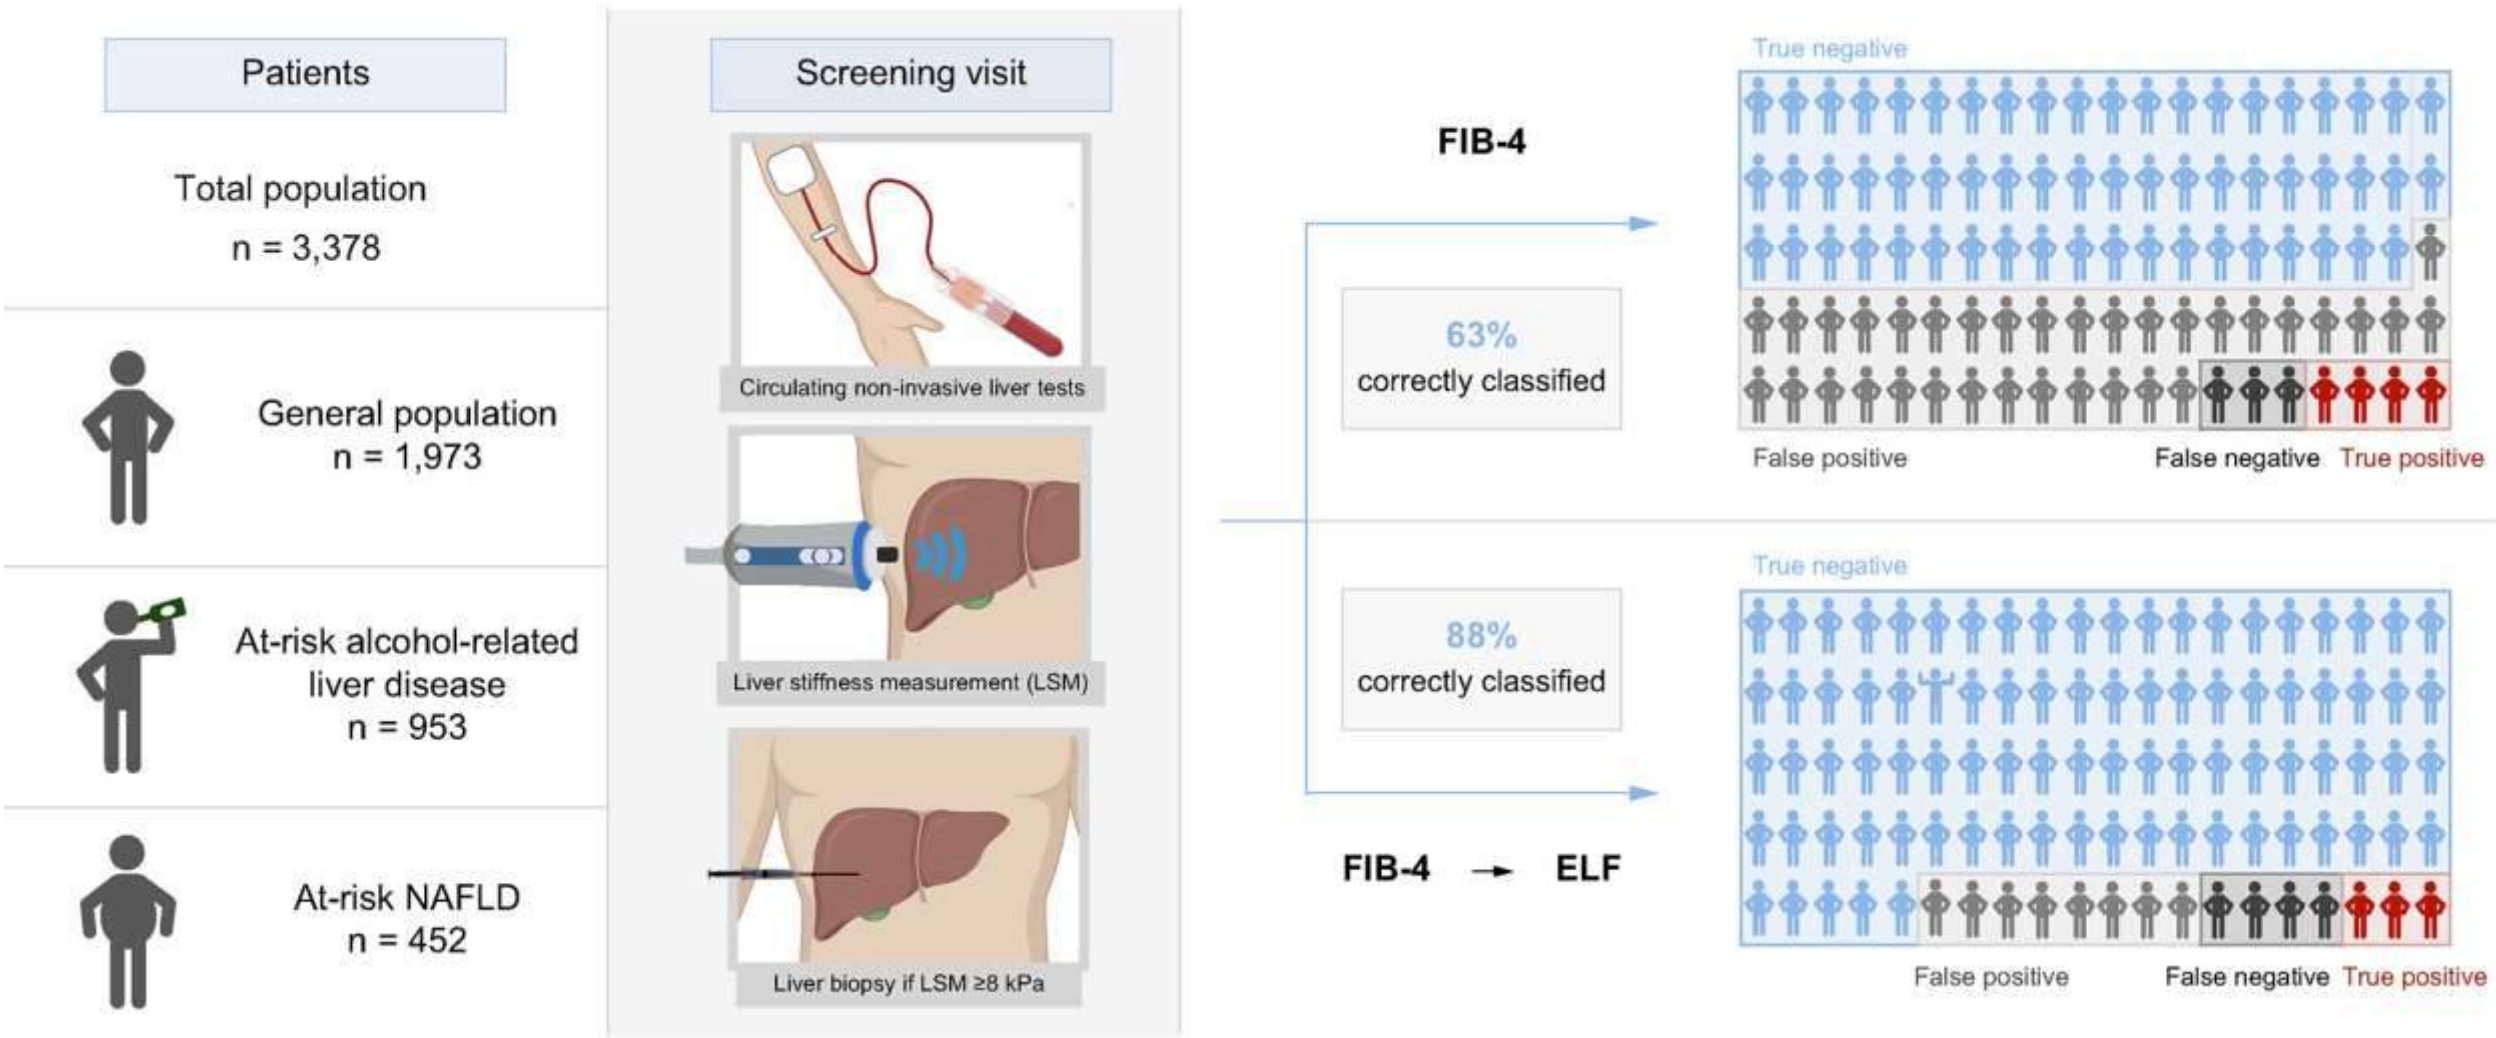 Patients
Total population
n = 3,378
General population
n = 1,973
At-risk alcohol-related
liver disease
n = 953
At-risk NAFLD
n = 452
Screening visit
Circulating non-invasive liver tests
Liver stiffness measurement (LSM)
Liver biopsy if LSM ≥8 kPa
FIB-4
63%
correctly classified
88%
correctly classified
FIB-4 → ELF
True negative
False positive
False negative
True positive
True negative
False positive
False negative
True positive